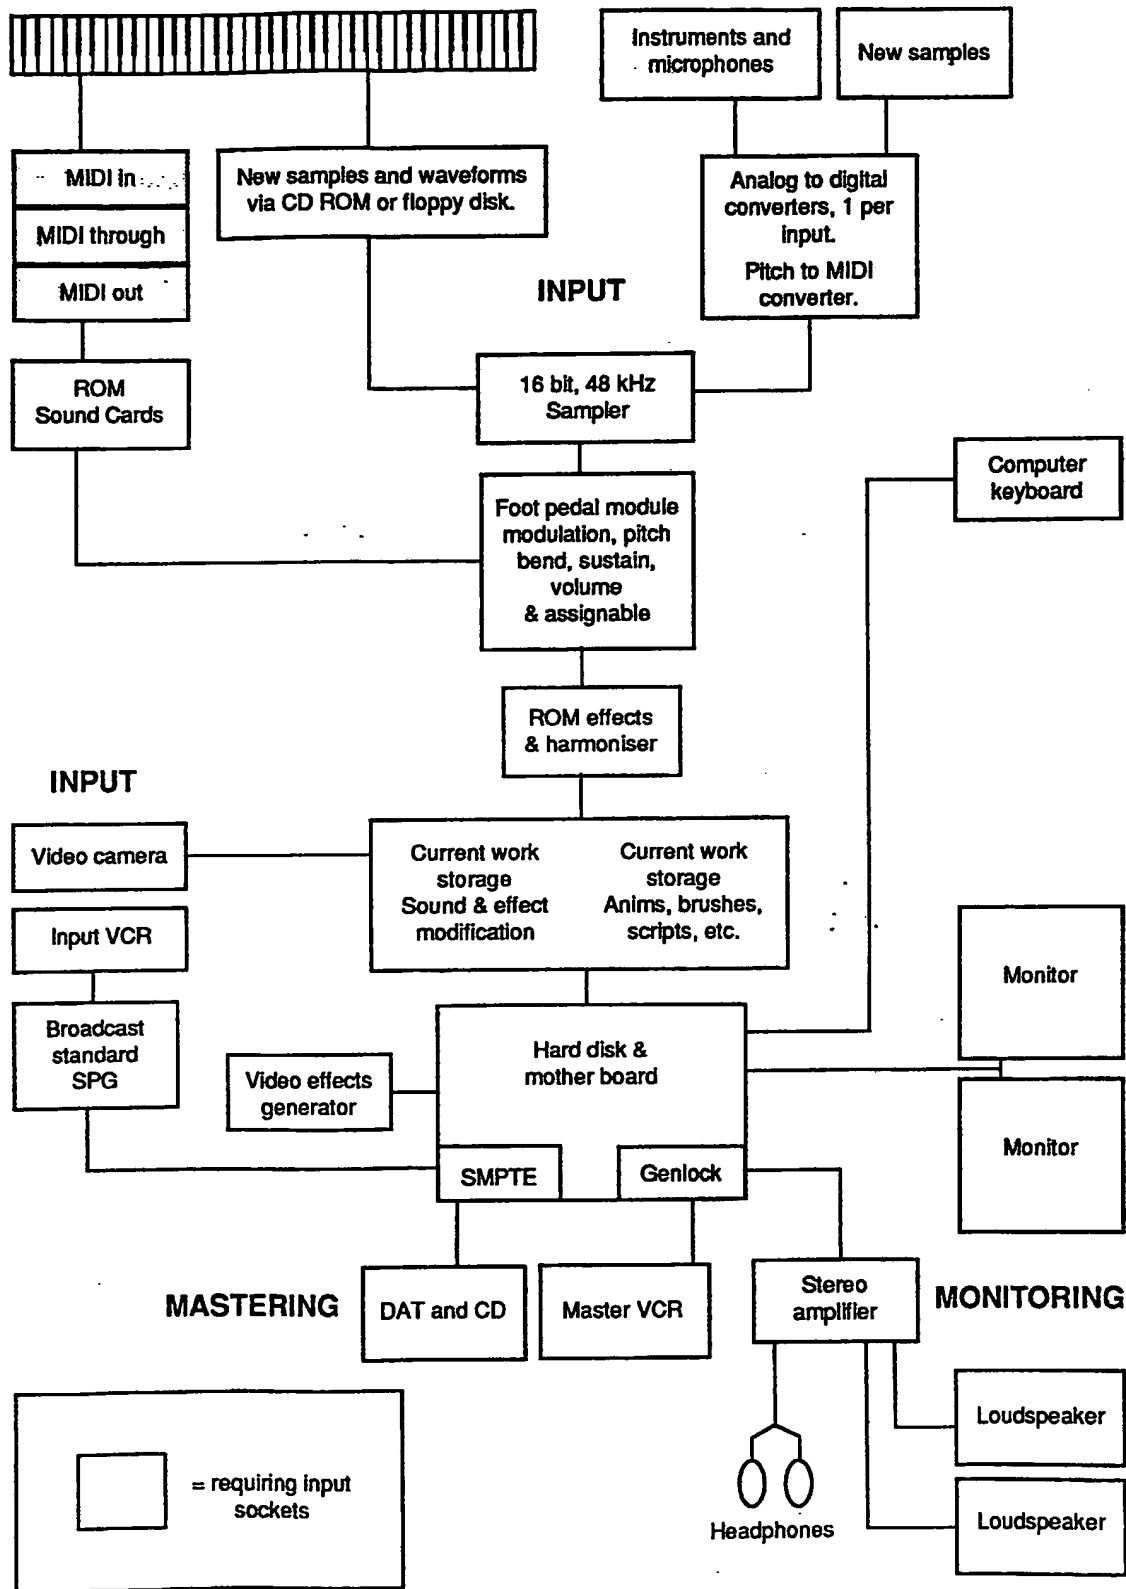 Instruments and
microphones
New samples
MIDI in
MIDI through
MIDI out
New samples and waveforms
via CD ROM or floppy disk.
Analog to digital
converters, 1 per
input.
Pitch to MIDI
converter.
INPUT
ROM
Sound Cards
16 bit, 48 kHz
Sampler
Computer
keyboard
Foot pedal module
modulation, pitch
bend, sustain,
volume
& assignable
ROM effects
& harmoniser
INPUT
Video camera
Current work
storage
Sound & effect
modification
Current work
storage
Anims, brushes,
scripts, etc.
Input VCR
Monitor
Broadcast
standard
SPG
Hard disk &
mother board
Video effects
generator
Monitor
SMPTE
Genlock
MASTERING
DAT and CD
Master VCR
Stereo
amplifier
MONITORING
Loudspeaker
= requiring input
sockets
Headphones
Loudspeaker